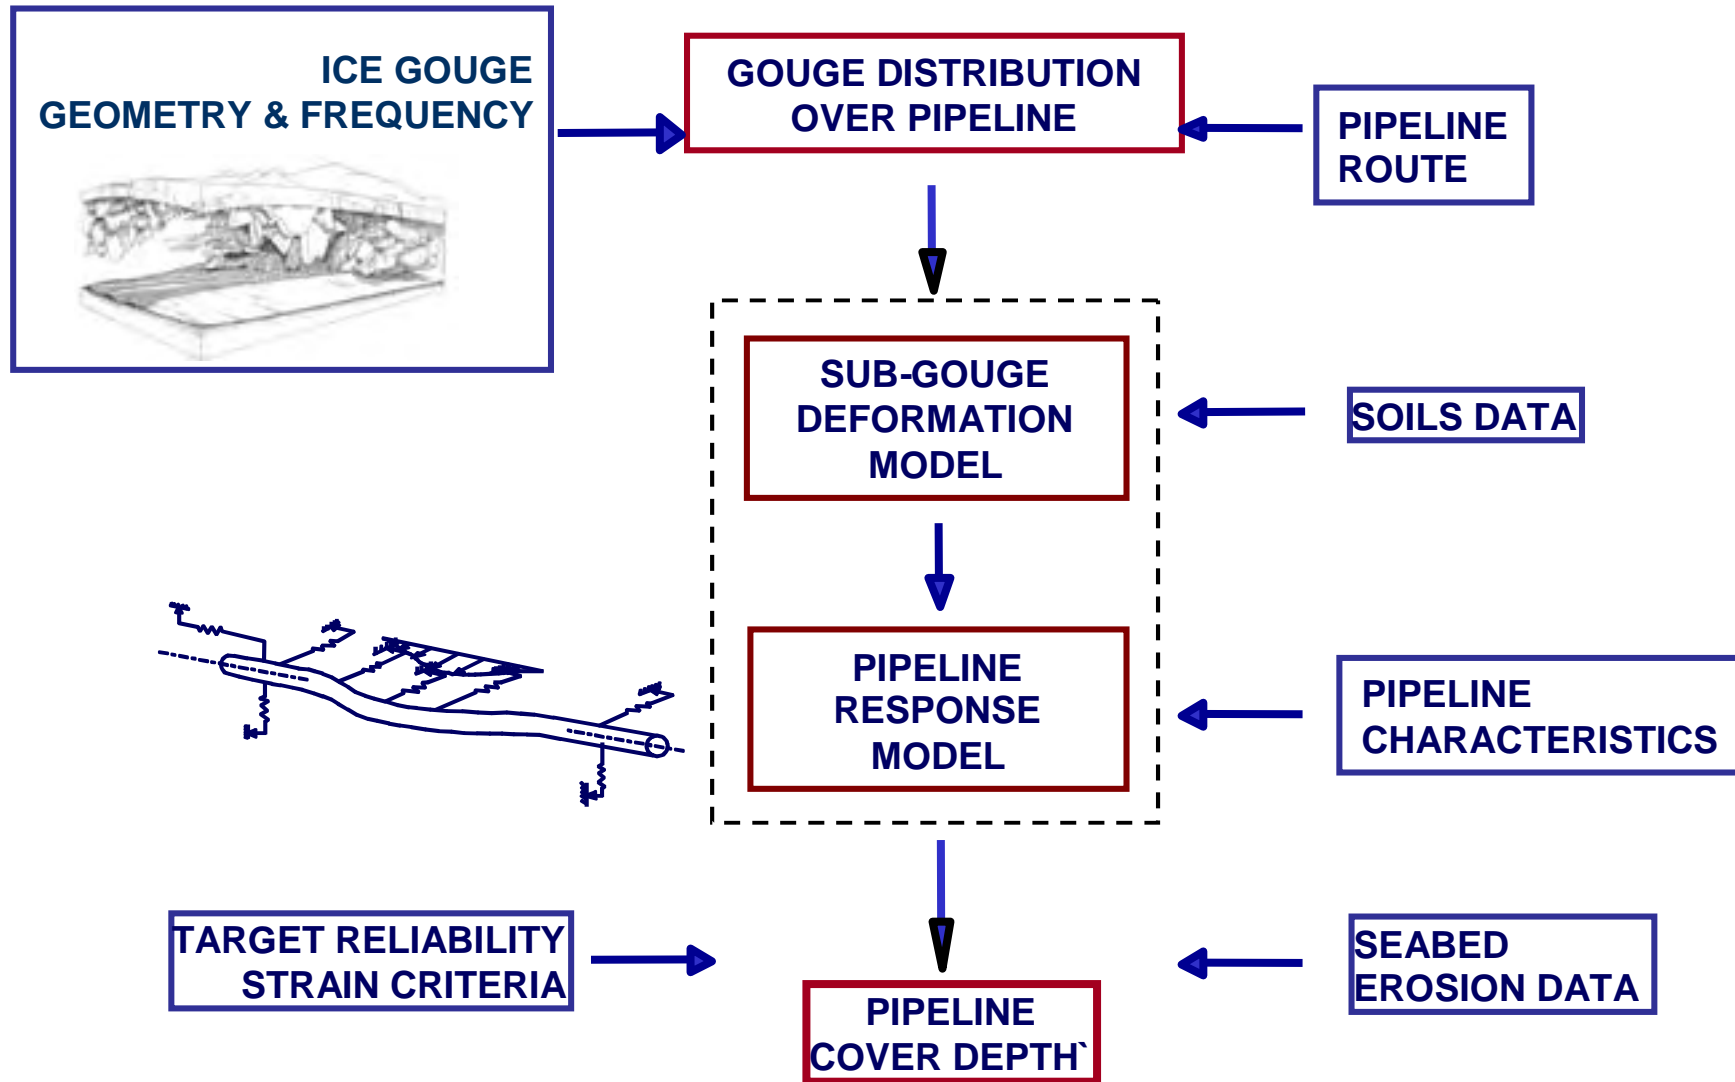 ICE GOUGE
GEOMETRY & FREQUENCY
GOUGE DISTRIBUTION
OVER PIPELINE
PIPELINE
ROUTE
SUB-GOUGE
DEFORMATION
MODEL
SOILS DATA
PIPELINE
RESPONSE
MODEL
PIPELINE
CHARACTERISTICS
TARGET RELIABILITY
STRAIN CRITERIA
SEABED
EROSION DATA
PIPELINE
COVER DEPTH`